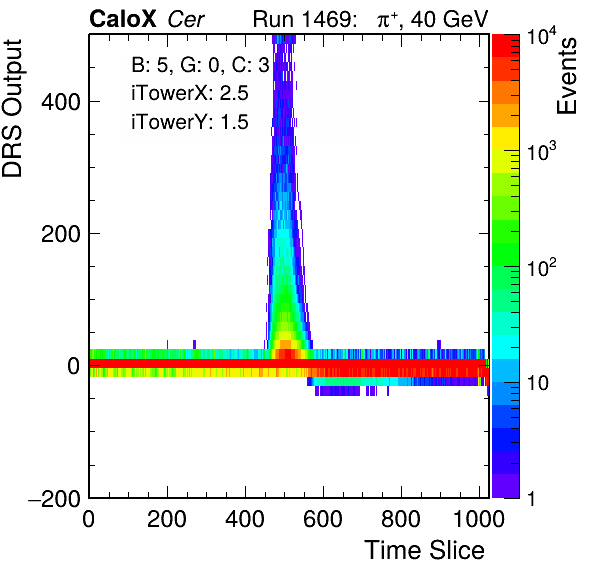 CaloX Cer Run 1469: π⁺, 40 GeV
B: 5, G: 0, C: 3
iTowerX: 2.5
iTowerY: 1.5
DRS Output
400
200
0
−200
0 200 400 600 800 1000
Time Slice
Events
10⁴
10³
10²
10
1